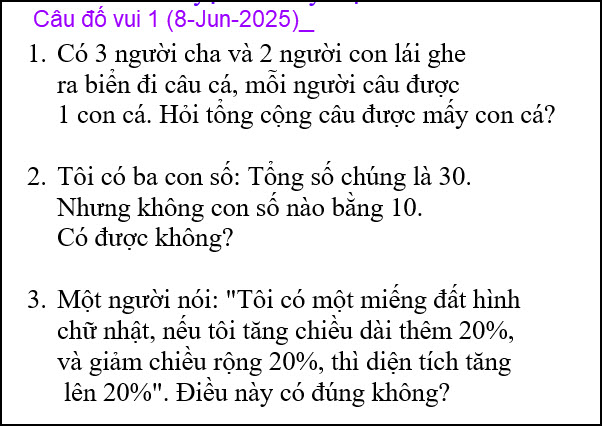 Câu đố vui 1 (8-Jun-2025)_
1. Có 3 người cha và 2 người con lái ghe
ra biển đi câu cá, mỗi người câu được
1 con cá. Hỏi tổng cộng câu được mấy con cá?
2. Tôi có ba con số: Tổng số chúng là 30.
Nhưng không con số nào bằng 10.
Có được không?
3. Một người nói: "Tôi có một miếng đất hình
chữ nhật, nếu tôi tăng chiều dài thêm 20%,
và giảm chiều rộng 20%, thì diện tích tăng
lên 20%". Điều này có đúng không?